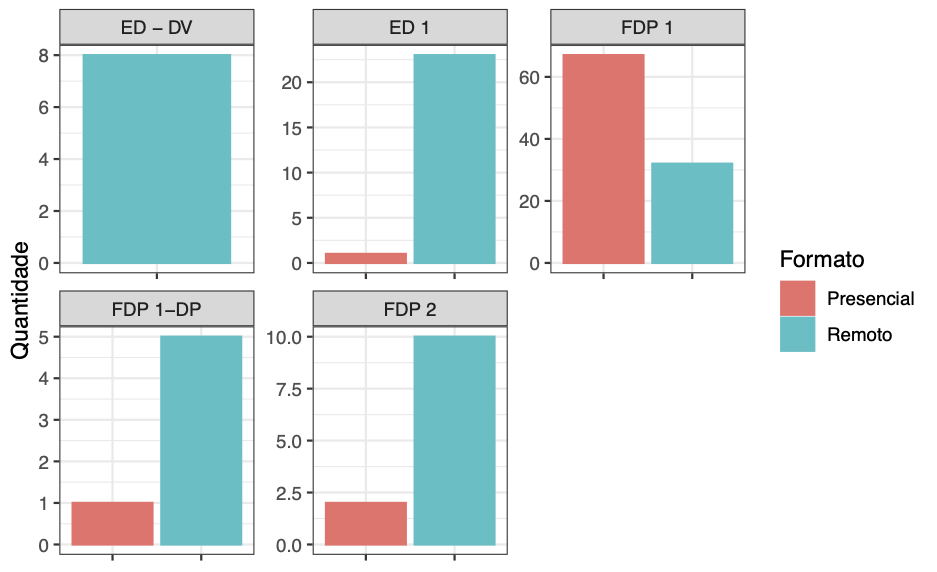 ED − DV
ED 1
FDP 1
8
6
4
2
0
20
15
10
5
0
60
40
20
0
FDP 1−DP
FDP 2
5
4
3
2
1
0
10.0
7.5
5.0
2.5
0.0
Quantidade
Formato
Presencial
Remoto